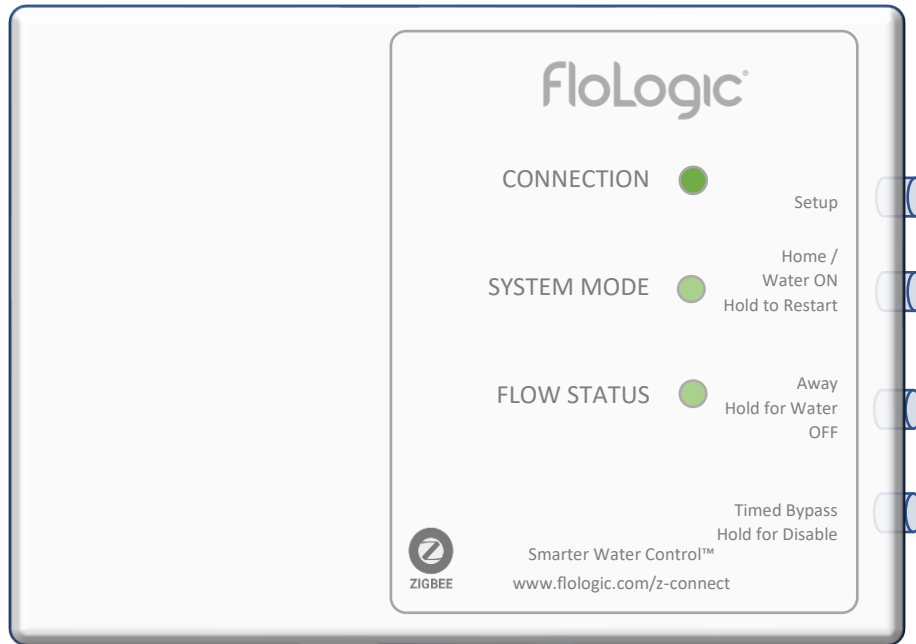 FloLogic®
CONNECTION
Setup
Home /
Water ON
SYSTEM MODE
Hold to Restart
Away
FLOW STATUS
Hold for Water
OFF
Timed Bypass
Hold for Disable
Smarter Water Control™
ZIGBEE
www.flologic.com/z-connect